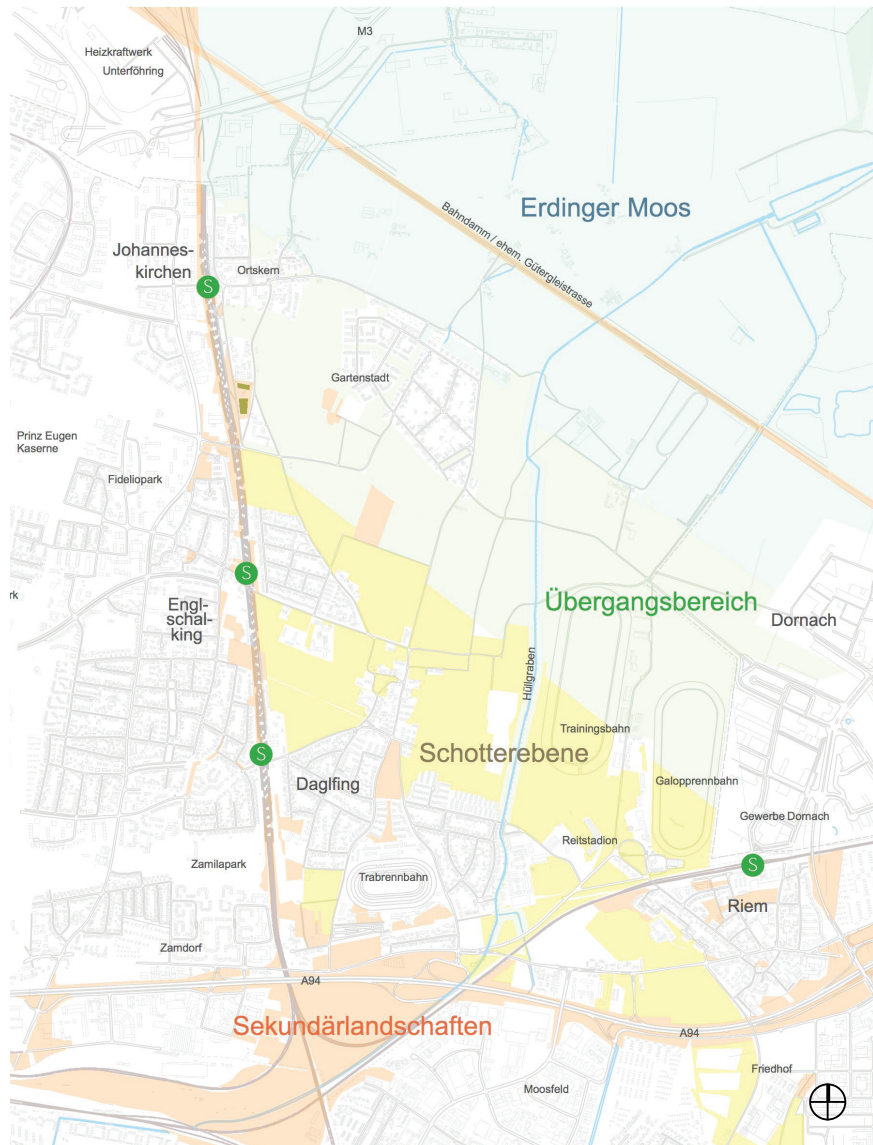 M3
Heizkraftwerk
Unterföhring
Erdinger Moos
Bahndamm / ehem. Gütergleistrasse
Johannes-
kirchen
Ortskern
S
Gartenstadt
Prinz Eugen
Kaserne
Fideliopark
S
rk
Engl-
schal-
king
Übergangsbereich
Dornach
Hüllgraben
Trainingsbahn
S
Schotterebene
Daglfing
Galopprennbahn
Gewerbe Dornach
Reitstadion
Zamilapark
Trabrennbahn
S
Riem
Zamdorf
A94
Sekundärlandschaften
A94
Friedhof
Moosfeld